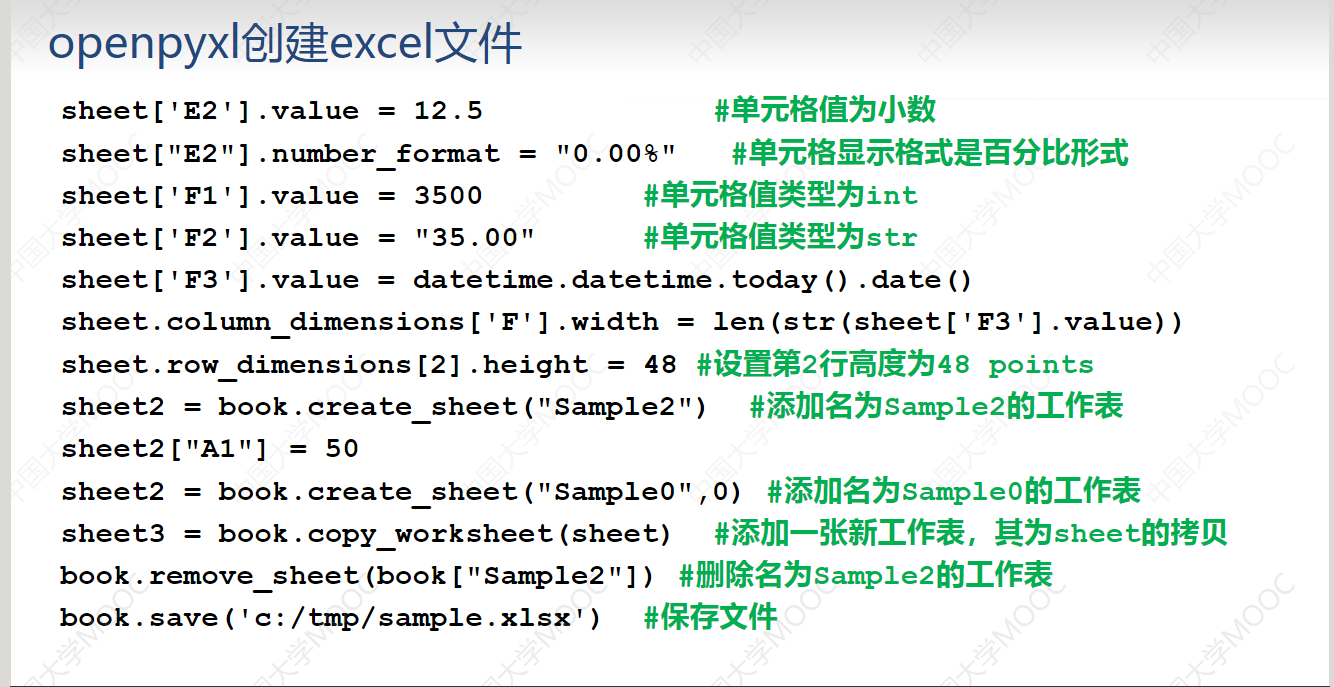 openpyxl创建excel文件
sheet['E2'].value = 12.5 #单元格值为小数
sheet["E2"].number_format = "0.00%" #单元格显示格式是百分比形式
sheet['F1'].value = 3500 #单元格值类型为int
sheet['F2'].value = "35.00" #单元格值类型为str
sheet['F3'].value = datetime.datetime.today().date()
sheet.column_dimensions['F'].width = len(str(sheet['F3'].value))
sheet.row_dimensions[2].height = 48 #设置第2行高度为48 points
sheet2 = book.create_sheet("Sample2") #添加名为Sample2的工作表
sheet2["A1"] = 50
sheet2 = book.create_sheet("Sample0",0) #添加名为Sample0的工作表
sheet3 = book.copy_worksheet(sheet) #添加一张新工作表，其为sheet的拷贝
book.remove_sheet(book["Sample2"]) #删除名为Sample2的工作表
book.save('c:/tmp/sample.xlsx') #保存文件
中国大学MOOC